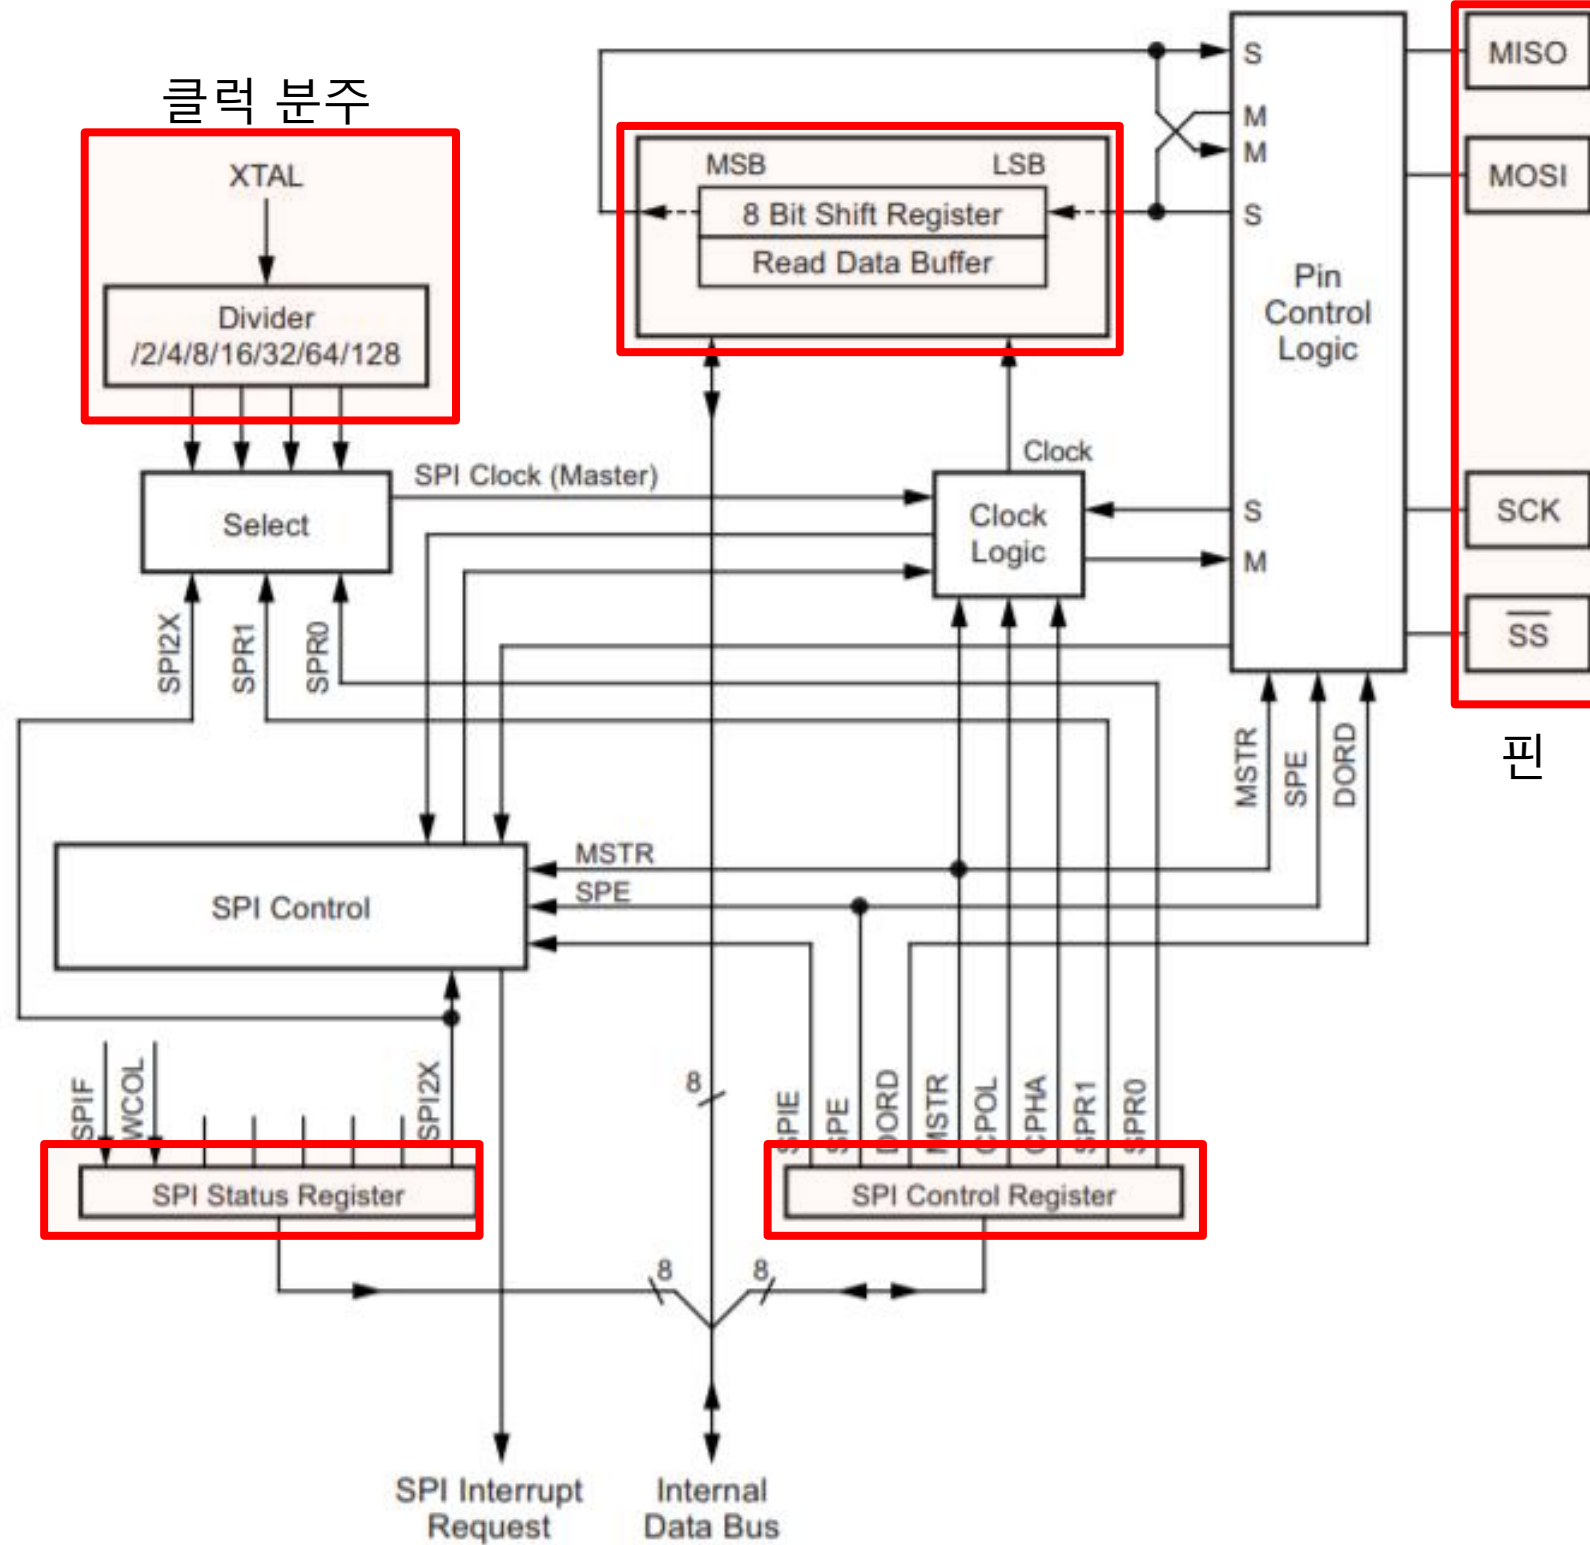 클럭 분주
XTAL
Divider
/2/4/8/16/32/64/128
Select
SPI2X
SPR1
SPR0
SPI Clock (Master)
MSB
LSB
8 Bit Shift Register
Read Data Buffer
Clock
Clock
Logic
S
M
M
S
Pin
Control
Logic
S
M
MISO
MOSI
SCK
SS
핀
MSTR
SPE
DORD
SPI Control
MSTR
SPE
SPIF
WCOL
SPI2X
SPI Status Register
8
SPIE
SPE
DORD
MSTR
CPOL
CPHA
SPR1
SPR0
SPI Control Register
8
8
SPI Interrupt
Request
Internal
Data Bus